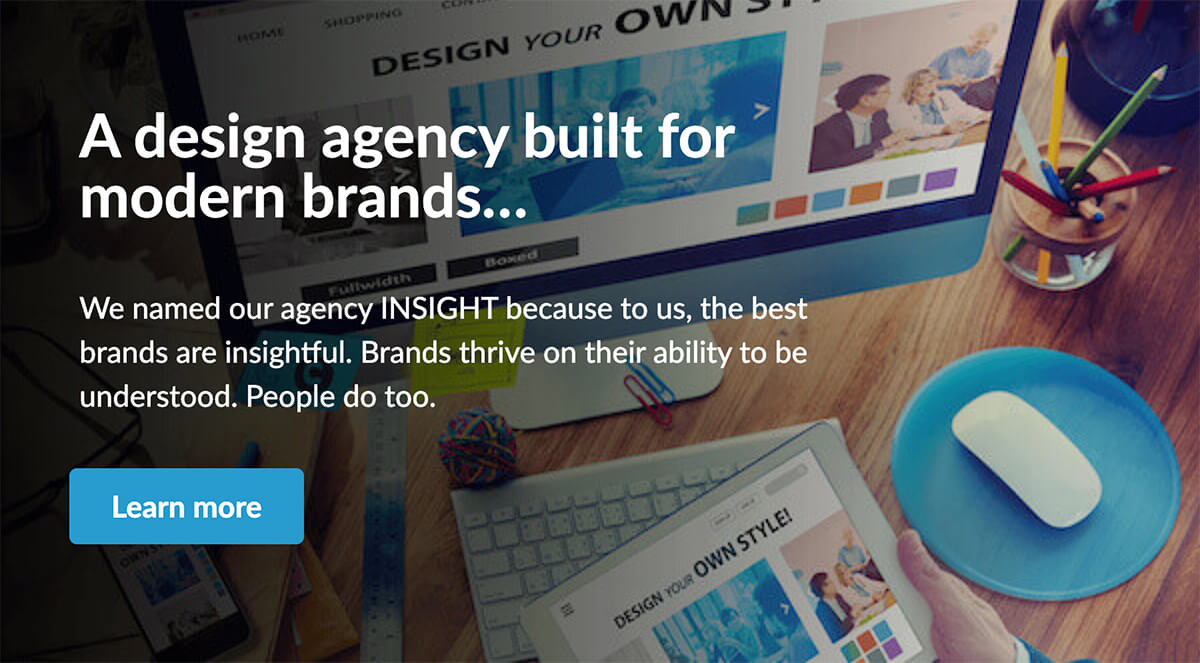 HOME SHOPPING
DESIGN YOUR OWN
A design agency built for
modern brands...
Boxed
Fullwidth
We named our agency INSIGHT because to us, the best
brands are insightful. Brands thrive on their ability to be
understood. People do too.
Learn more
DESIGN YOUR OWN STYLE!